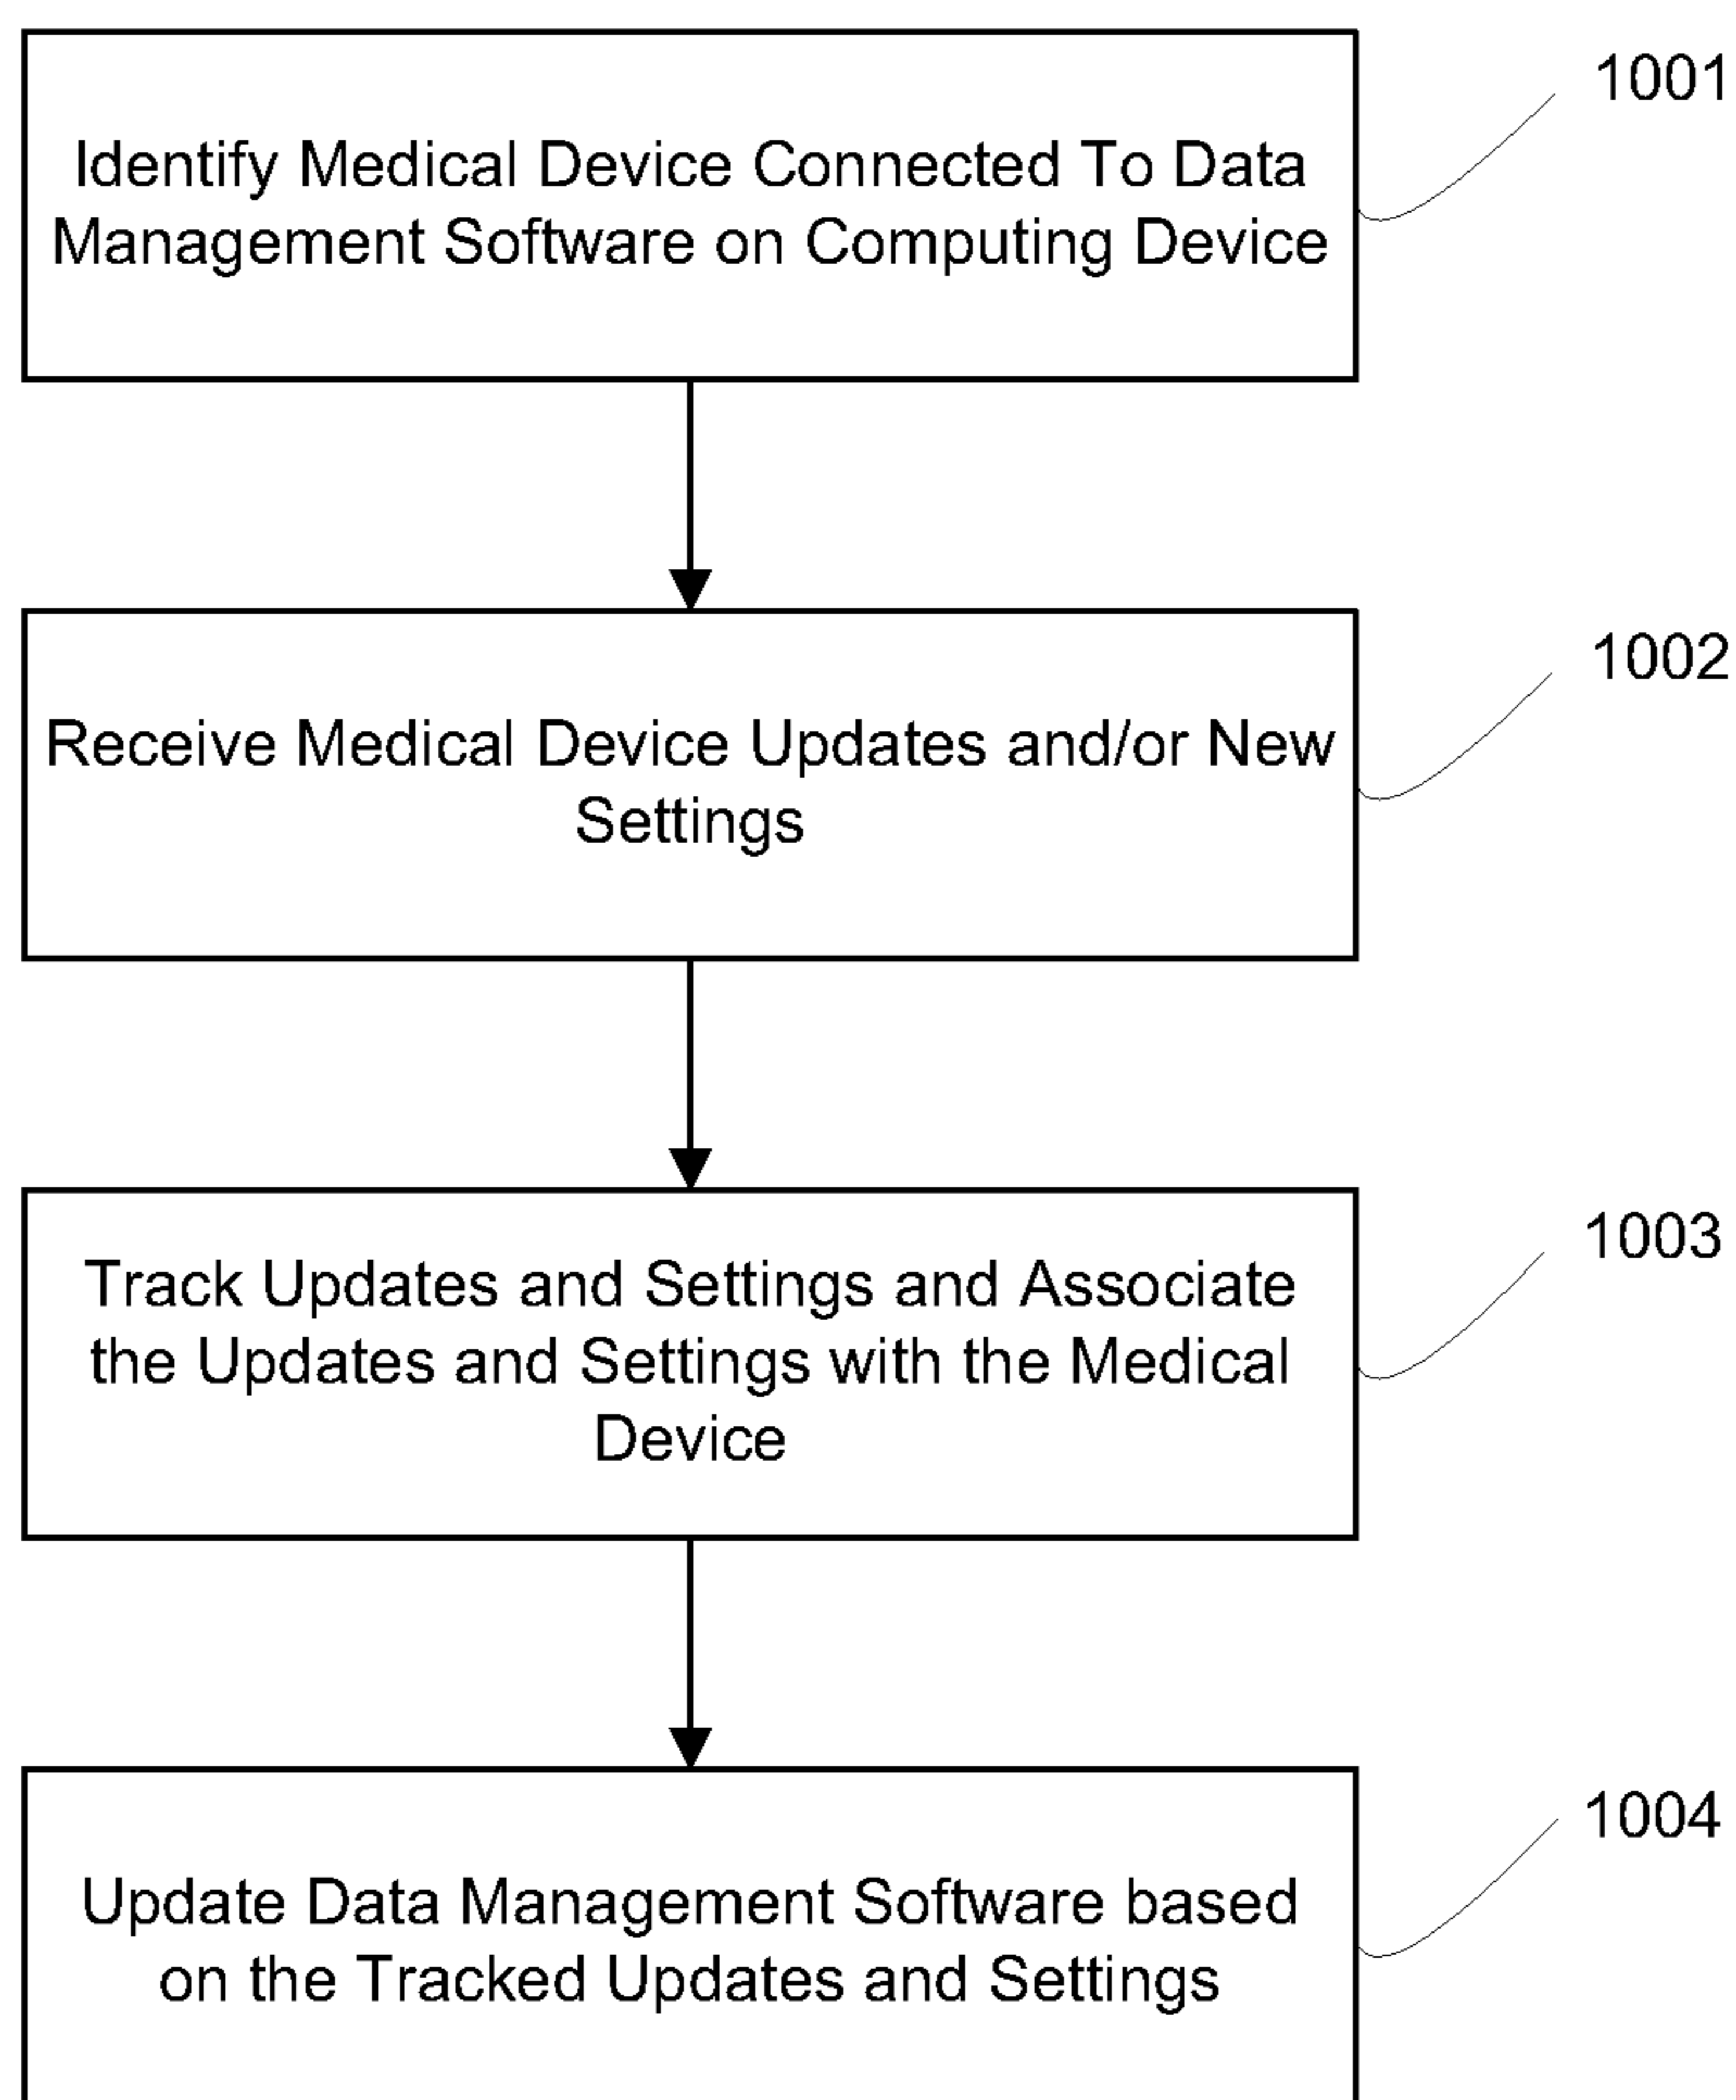 1001
Identify Medical Device Connected To Data
Management Software on Computing Device
1002
Receive Medical Device Updates and/or New
Settings
1003
Track Updates and Settings and Associate
the Updates and Settings with the Medical
Device
1004
Update Data Management Software based
on the Tracked Updates and Settings